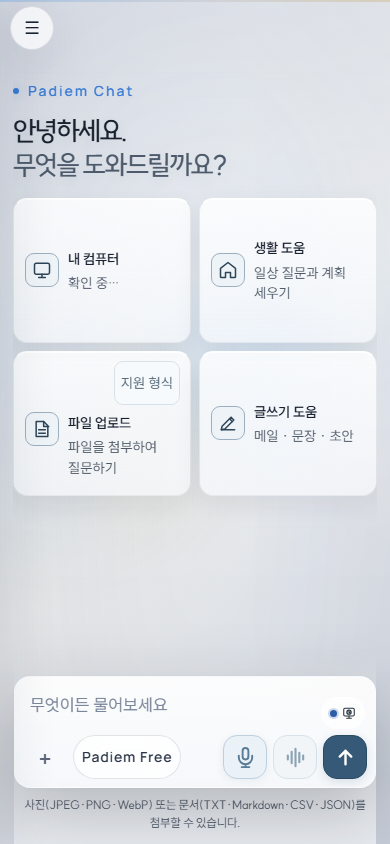 Padiem Chat
안녕하세요.
무엇을 도와드릴까요?
내 컴퓨터
확인 중…
생활 도움
일상 질문과 계획
세우기
지원 형식
파일 업로드
파일을 첨부하여
질문하기
글쓰기 도움
메일 · 문장 · 초안
무엇이든 물어보세요
+
Padiem Free
사진(JPEG·PNG·WebP) 또는 문서(TXT·Markdown·CSV·JSON)를
첨부할 수 있습니다.